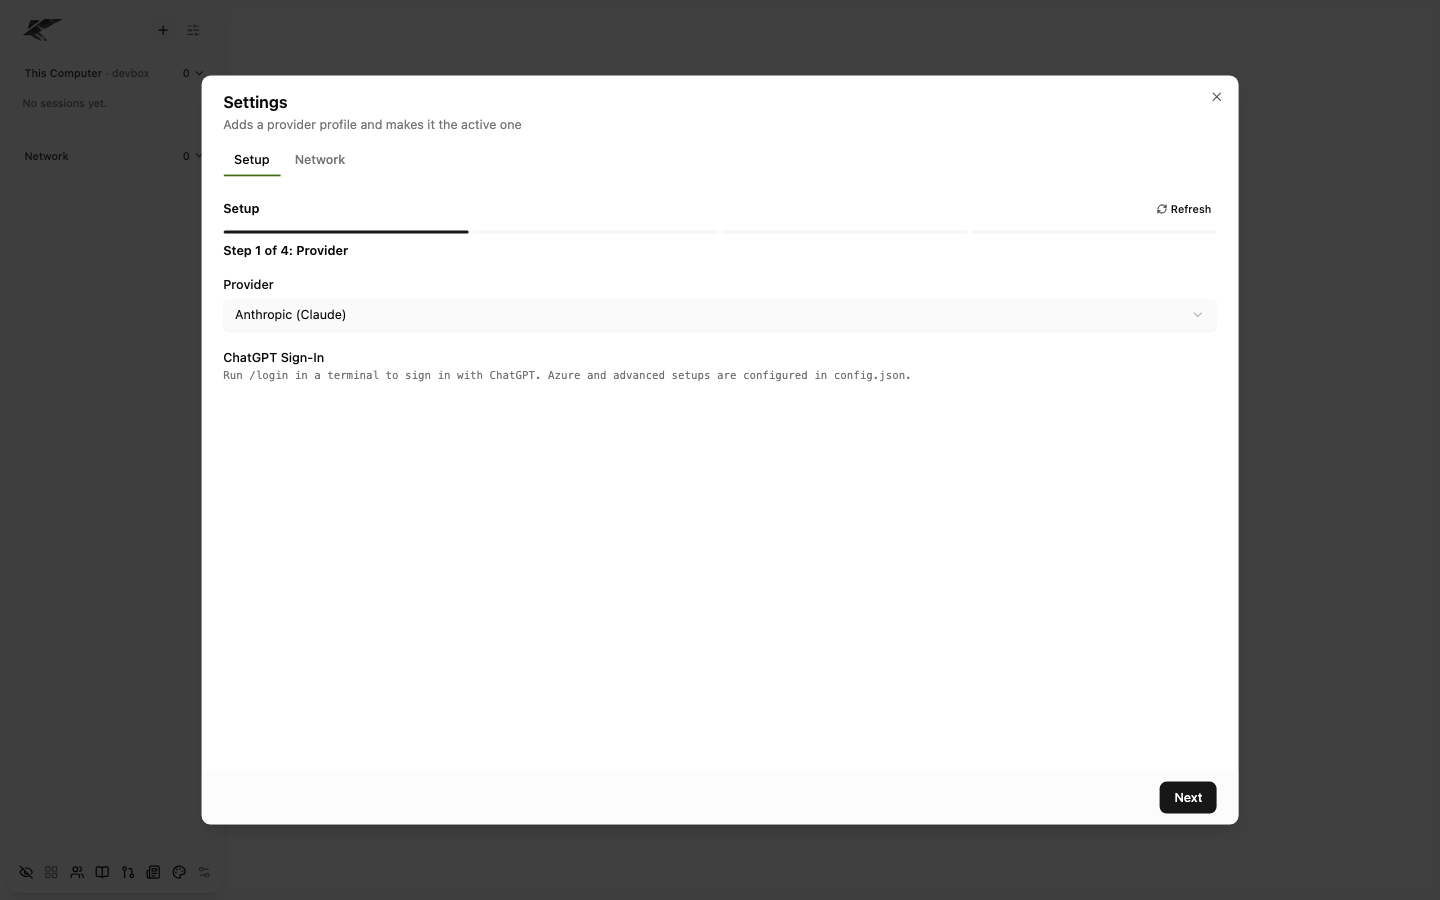 This Computer · devbox 0
No sessions yet.
Network 0
Settings
Adds a provider profile and makes it the active one
Setup Network
Setup
Refresh
Step 1 of 4: Provider
Provider
Anthropic (Claude)
ChatGPT Sign-In
Run /login in a terminal to sign in with ChatGPT. Azure and advanced setups are configured in config.json.
Next